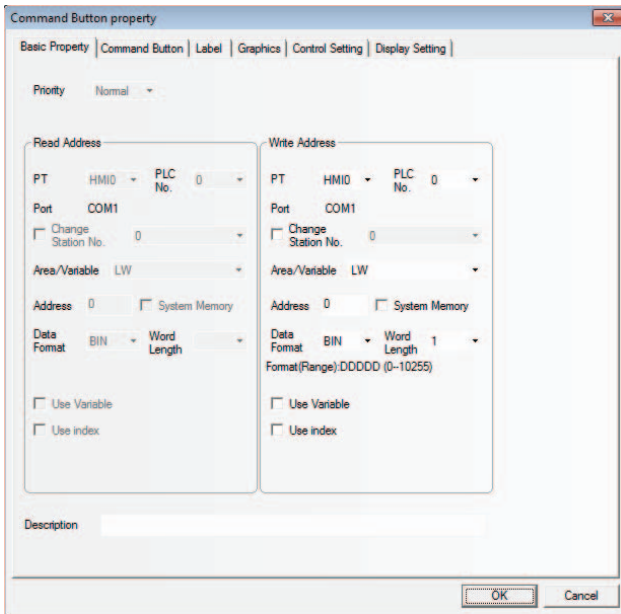 Command Button property
Basic Property Command Button Label Graphics Control Setting Display Setting
Priority Normal
Read Address
PT HMI0 PLC No. 0
Port COM1
Change Station No. 0
Area/Variable LW
Address 0 System Memory
Data Format BIN Word Length
Use Variable
Use index
Write Address
PT HMI0 PLC No. 0
Port COM1
Change Station No. 0
Area/Variable LW
Address 0 System Memory
Data Format BIN Word Length 1
Format(Range):DDDDD (0--10255)
Use Variable
Use index
Description
OK Cancel